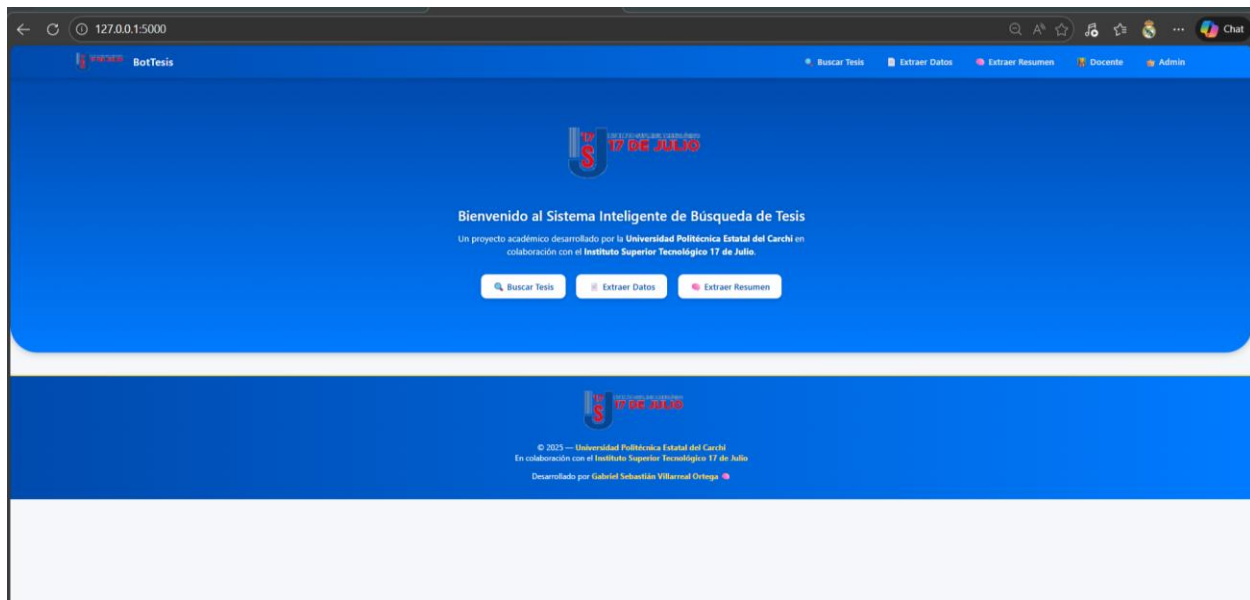 127.0.0.1:5000
Chat
BotTesis
Buscar Tesis
Extraer Datos
Extraer Resumen
Docente
Admin
17 DE JULIO
Bienvenido al Sistema Inteligente de Búsqueda de Tesis
Un proyecto académico desarrollado por la Universidad Politécnica Estatal del Carchi en
colaboración con el Instituto Superior Tecnológico 17 de Julio.
Buscar Tesis
Extraer Datos
Extraer Resumen
17 DE JULIO
© 2025 — Universidad Politécnica Estatal del Carchi
En colaboración con el Instituto Superior Tecnológico 17 de Julio
Desarrollado por Gabriel Sebastián Villarreal Ortega